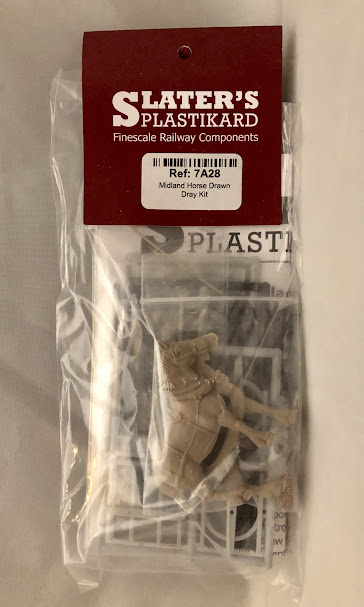 SLATER'S
PLASTIKARD
Finescale Railway Components
Ref: 7A28
Midland Horse Drawn
Dray Kit
S PLASTI